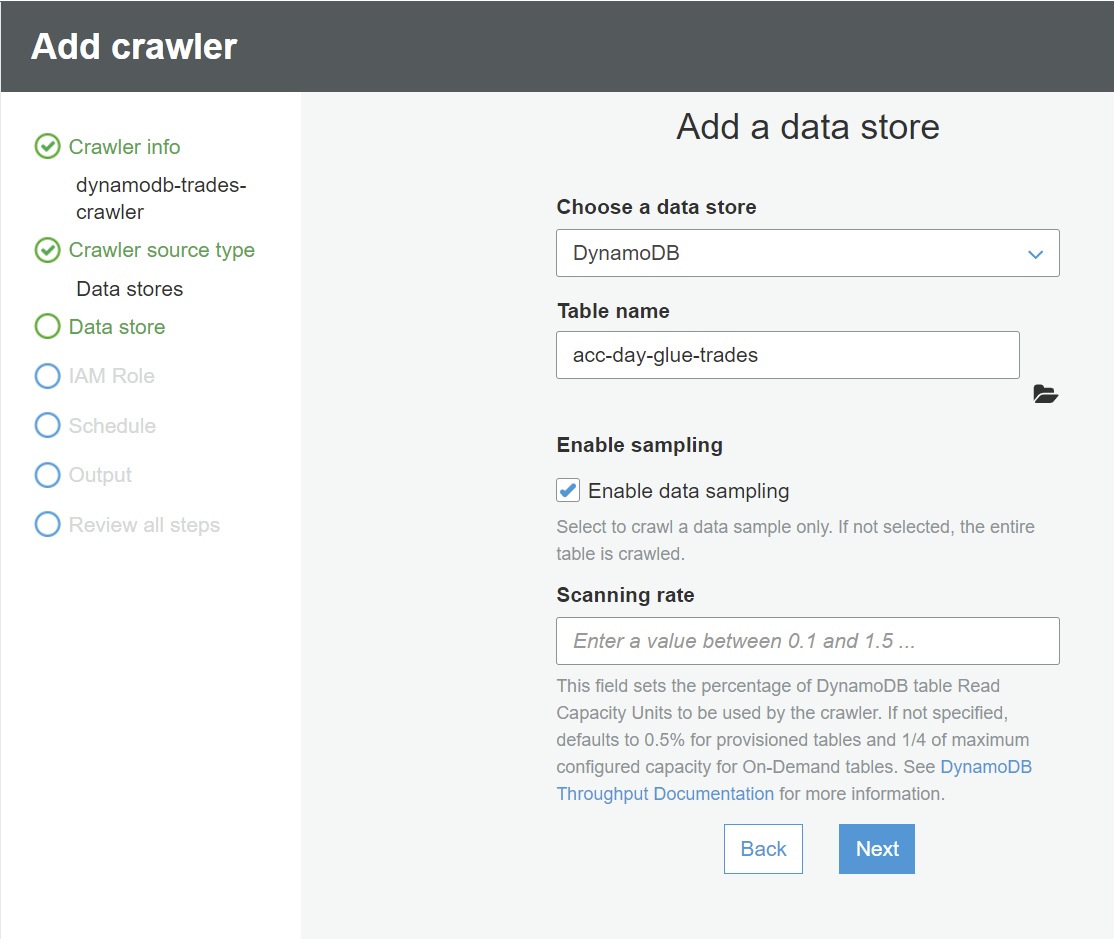 Add crawler
Crawler info
dynamodb-trades-
crawler
Crawler source type
Data stores
Data store
IAM Role
Schedule
Output
Review all steps
Add a data store
Choose a data store
DynamoDB
Table name
acc-day-glue-trades
Enable sampling
Enable data sampling
Select to crawl a data sample only. If not selected, the entire
table is crawled.
Scanning rate
Enter a value between 0.1 and 1.5 ...
This field sets the percentage of DynamoDB table Read
Capacity Units to be used by the crawler. If not specified,
defaults to 0.5% for provisioned tables and 1/4 of maximum
configured capacity for On-Demand tables. See DynamoDB
Throughput Documentation for more information.
Back
Next